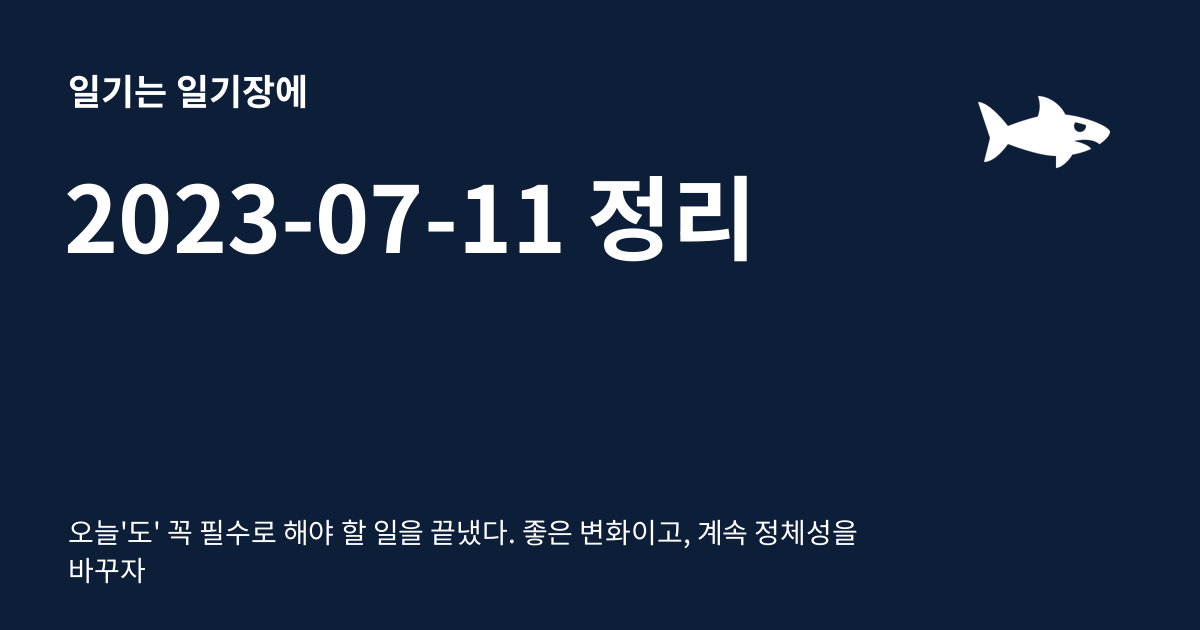 일기는 일기장에
2023-07-11 정리
오늘'도' 꼭 필수로 해야 할 일을 끝냈다. 좋은 변화이고, 계속 정체성을
바꾸자